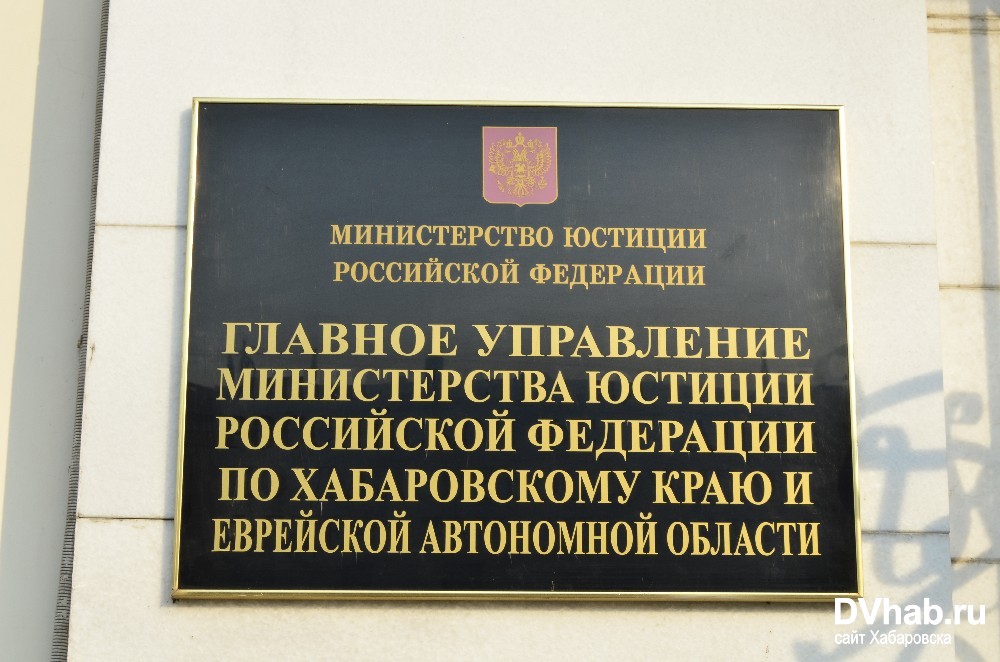 МИНИСТЕРСТВО ЮСТИЦИИ
РОССИЙСКОЙ ФЕДЕРАЦИИ
ГЛАВНОЕ УПРАВЛЕНИЕ
МИНИСТЕРСТВА ЮСТИЦИИ
РОССИЙСКОЙ ФЕДЕРАЦИИ
ПО ХАБАРОВСКОМУ КРАЮ И
ЕВРЕЙСКОЙ АВТОНОМНОЙ ОБЛАСТИ
DVhab.ru
сайт Хабаровска